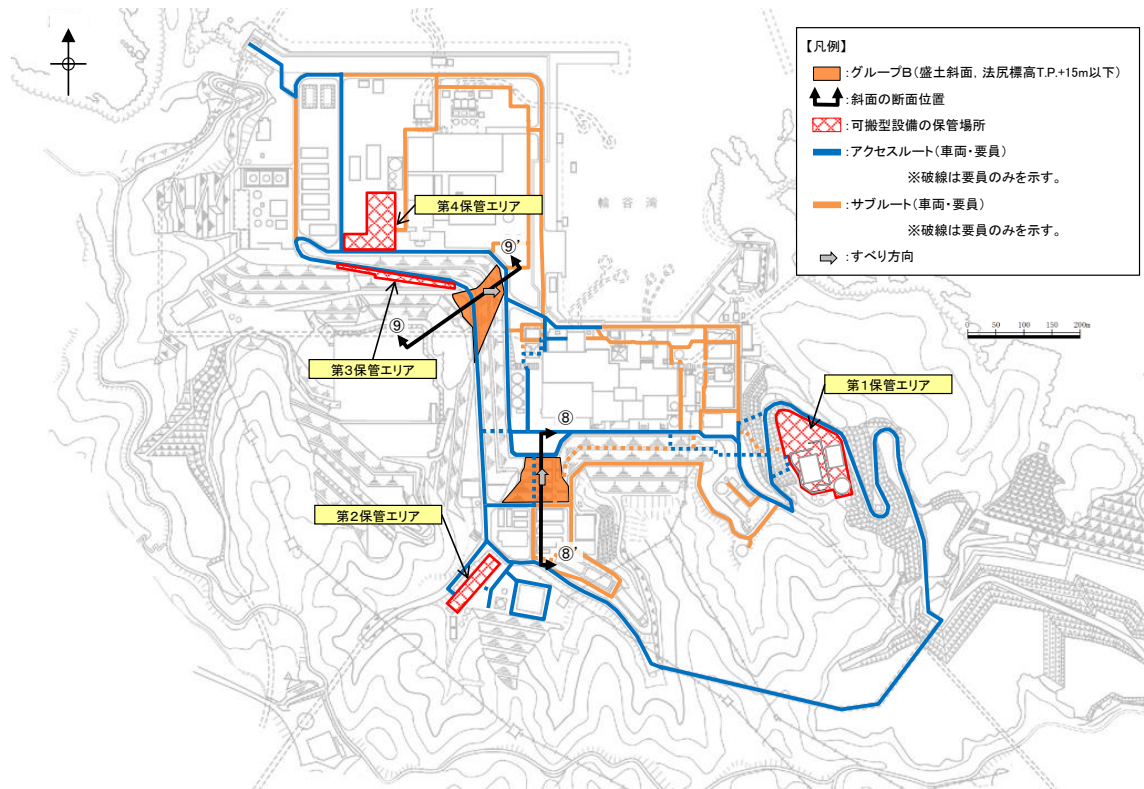 【凡例】
:グループB(盛土斜面, 法尻標高T.P.+15m以下)
:斜面の断面位置
:可搬型設備の保管場所
:アクセスルート(車両・要員)
※破線は要員のみを示す。
:サブルート(車両・要員)
※破線は要員のみを示す。
:すべり方向
輪谷湾
第4保管エリア
⑨'
⑨
0 50 100 150 200m
第3保管エリア
第1保管エリア
⑧
第2保管エリア
⑧'